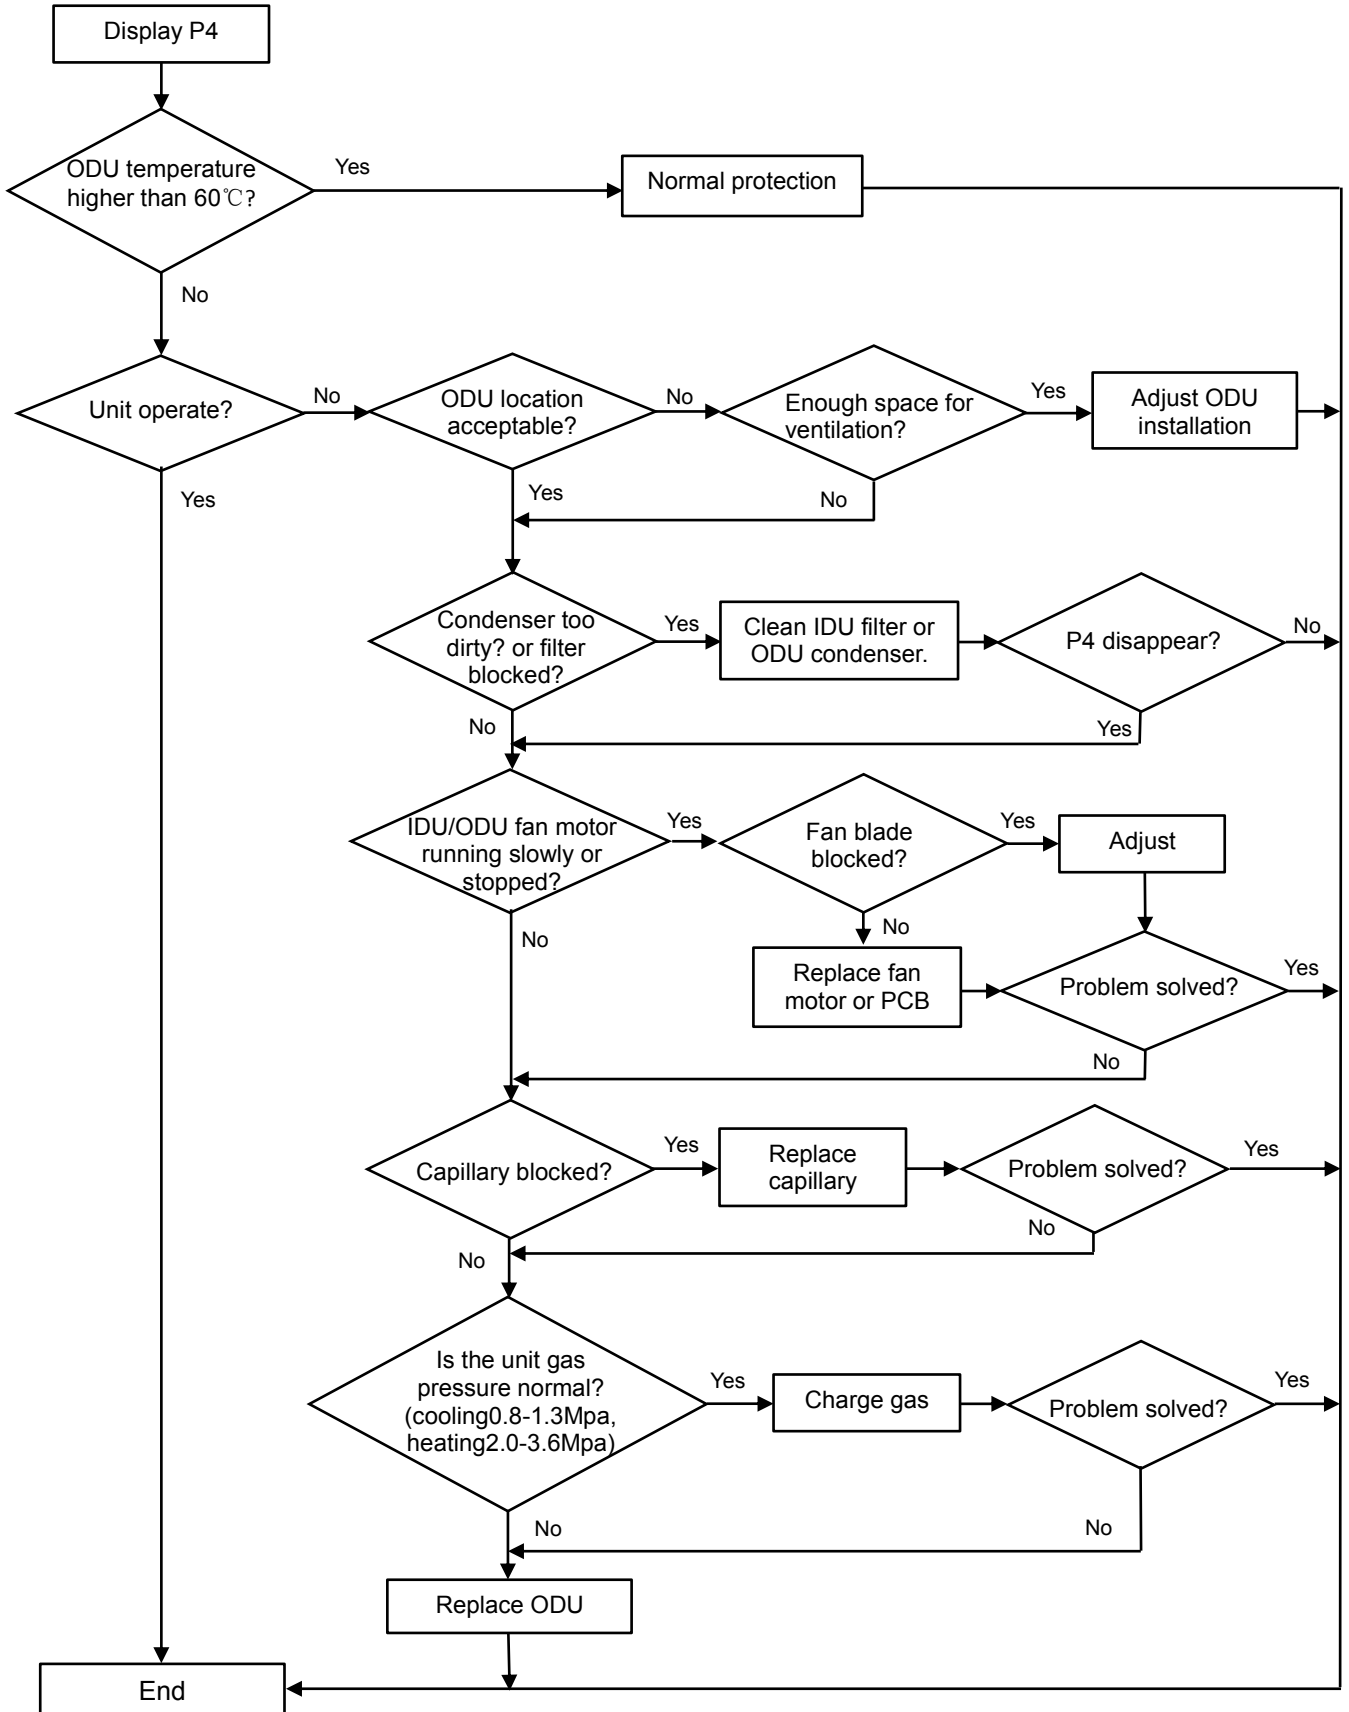 Display P4
ODU temperature
higher than 60℃?
Yes
Normal protection
No
Unit operate?
No
ODU location
acceptable?
No
Enough space for
ventilation?
Yes
Adjust ODU
installation
Yes
Yes
No
Condenser too
dirty? or filter
blocked?
Yes
Clean IDU filter or
ODU condenser.
P4 disappear?
No
No
Yes
IDU/ODU fan motor
running slowly or
stopped?
Yes
Fan blade
blocked?
Yes
Adjust
No
No
Replace fan
motor or PCB
Problem solved?
Yes
No
Capillary blocked?
Yes
Replace
capillary
Problem solved?
Yes
No
No
Is the unit gas
pressure normal?
(cooling0.8-1.3Mpa,
heating2.0-3.6Mpa)
Yes
Charge gas
Problem solved?
Yes
No
No
Replace ODU
End